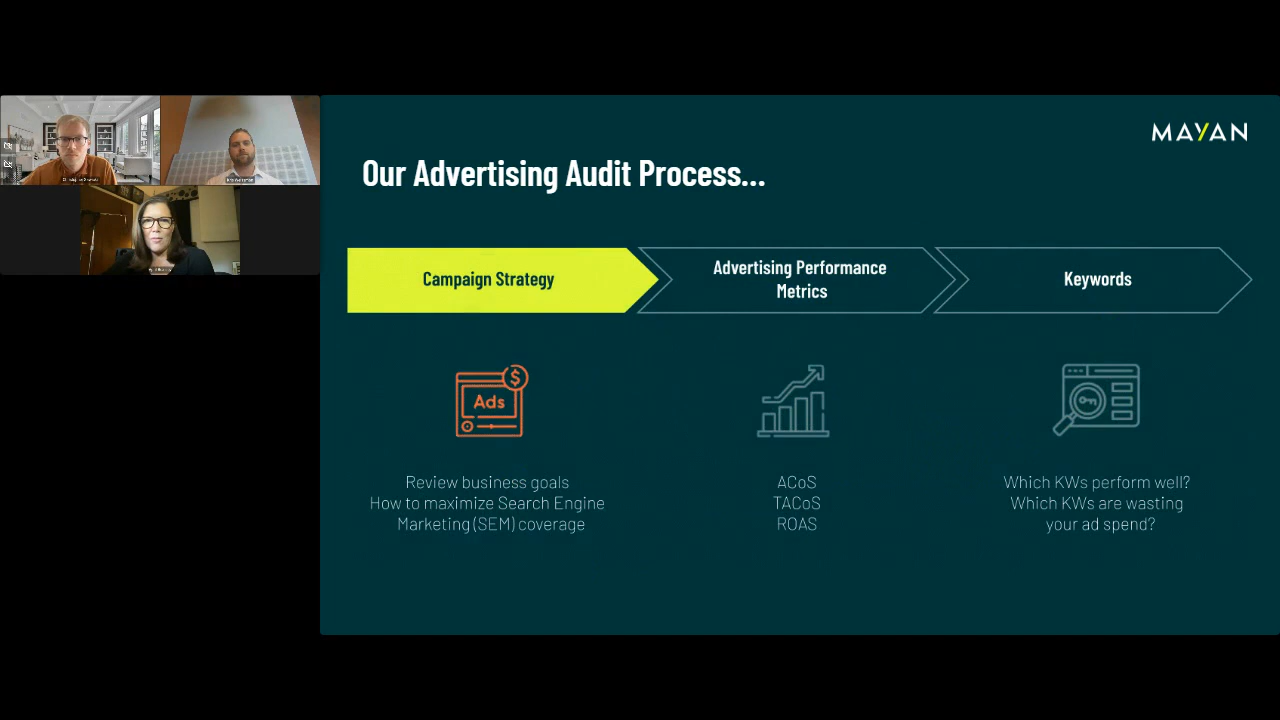 MAYAN
Our Advertising Audit Process...
Campaign Strategy
Advertising Performance
Metrics
Keywords
Ads
$
Review business goals
How to maximize Search Engine
Marketing (SEM) coverage
ACoS
TACoS
ROAS
Which KWs perform well?
Which KWs are wasting
your ad spend?